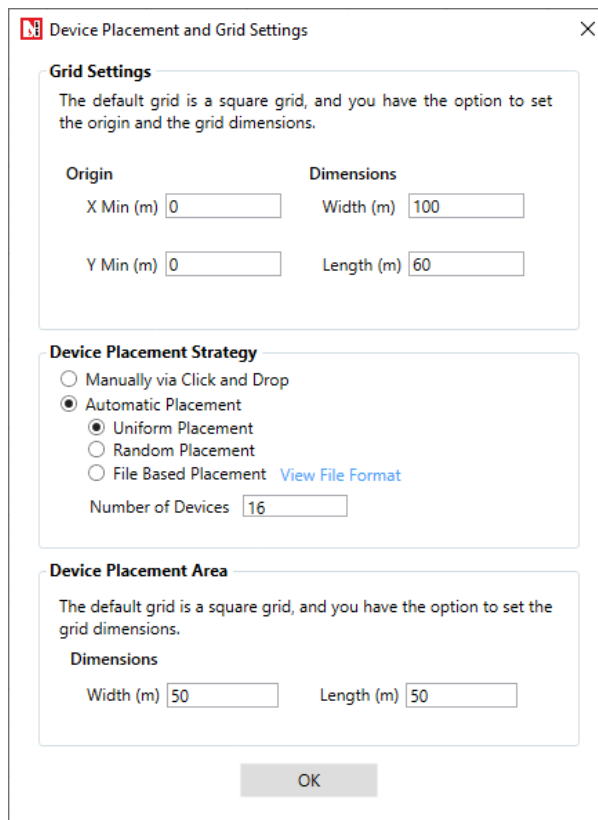 Device Placement and Grid Settings
Grid Settings
The default grid is a square grid, and you have the option to set
the origin and the grid dimensions.
Origin Dimensions
X Min (m) 0 Width (m) 100
Y Min (m) 0 Length (m) 60
Device Placement Strategy
Manually via Click and Drop
Automatic Placement
Uniform Placement
Random Placement
File Based Placement View File Format
Number of Devices 16
Device Placement Area
The default grid is a square grid, and you have the option to set the
grid dimensions.
Dimensions
Width (m) 50 Length (m) 50
OK